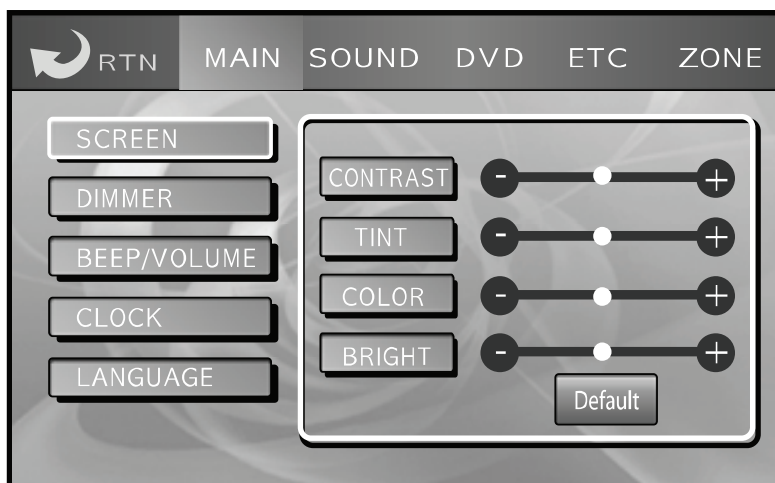 RTN MAIN SOUND DVD ETC ZONE
SCREEN
DIMMER
BEEP/VOLUME
CLOCK
LANGUAGE
CONTRAST - +
TINT - +
COLOR - +
BRIGHT - +
Default